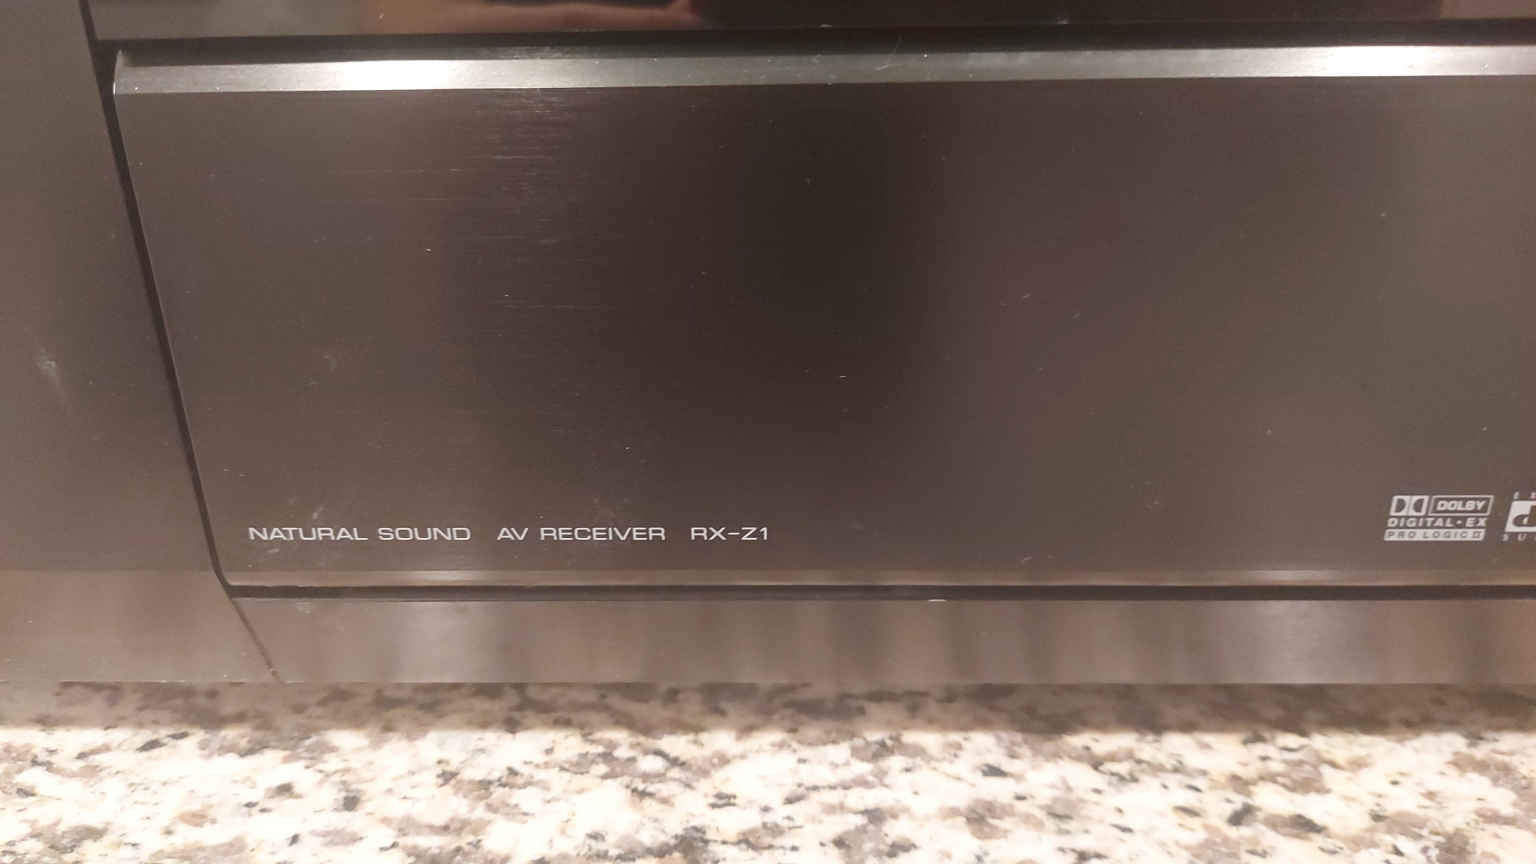 NATURAL SOUND AV RECEIVER RX-Z1
DOLBY
DIGITAL·EX
PRO LOGIC II